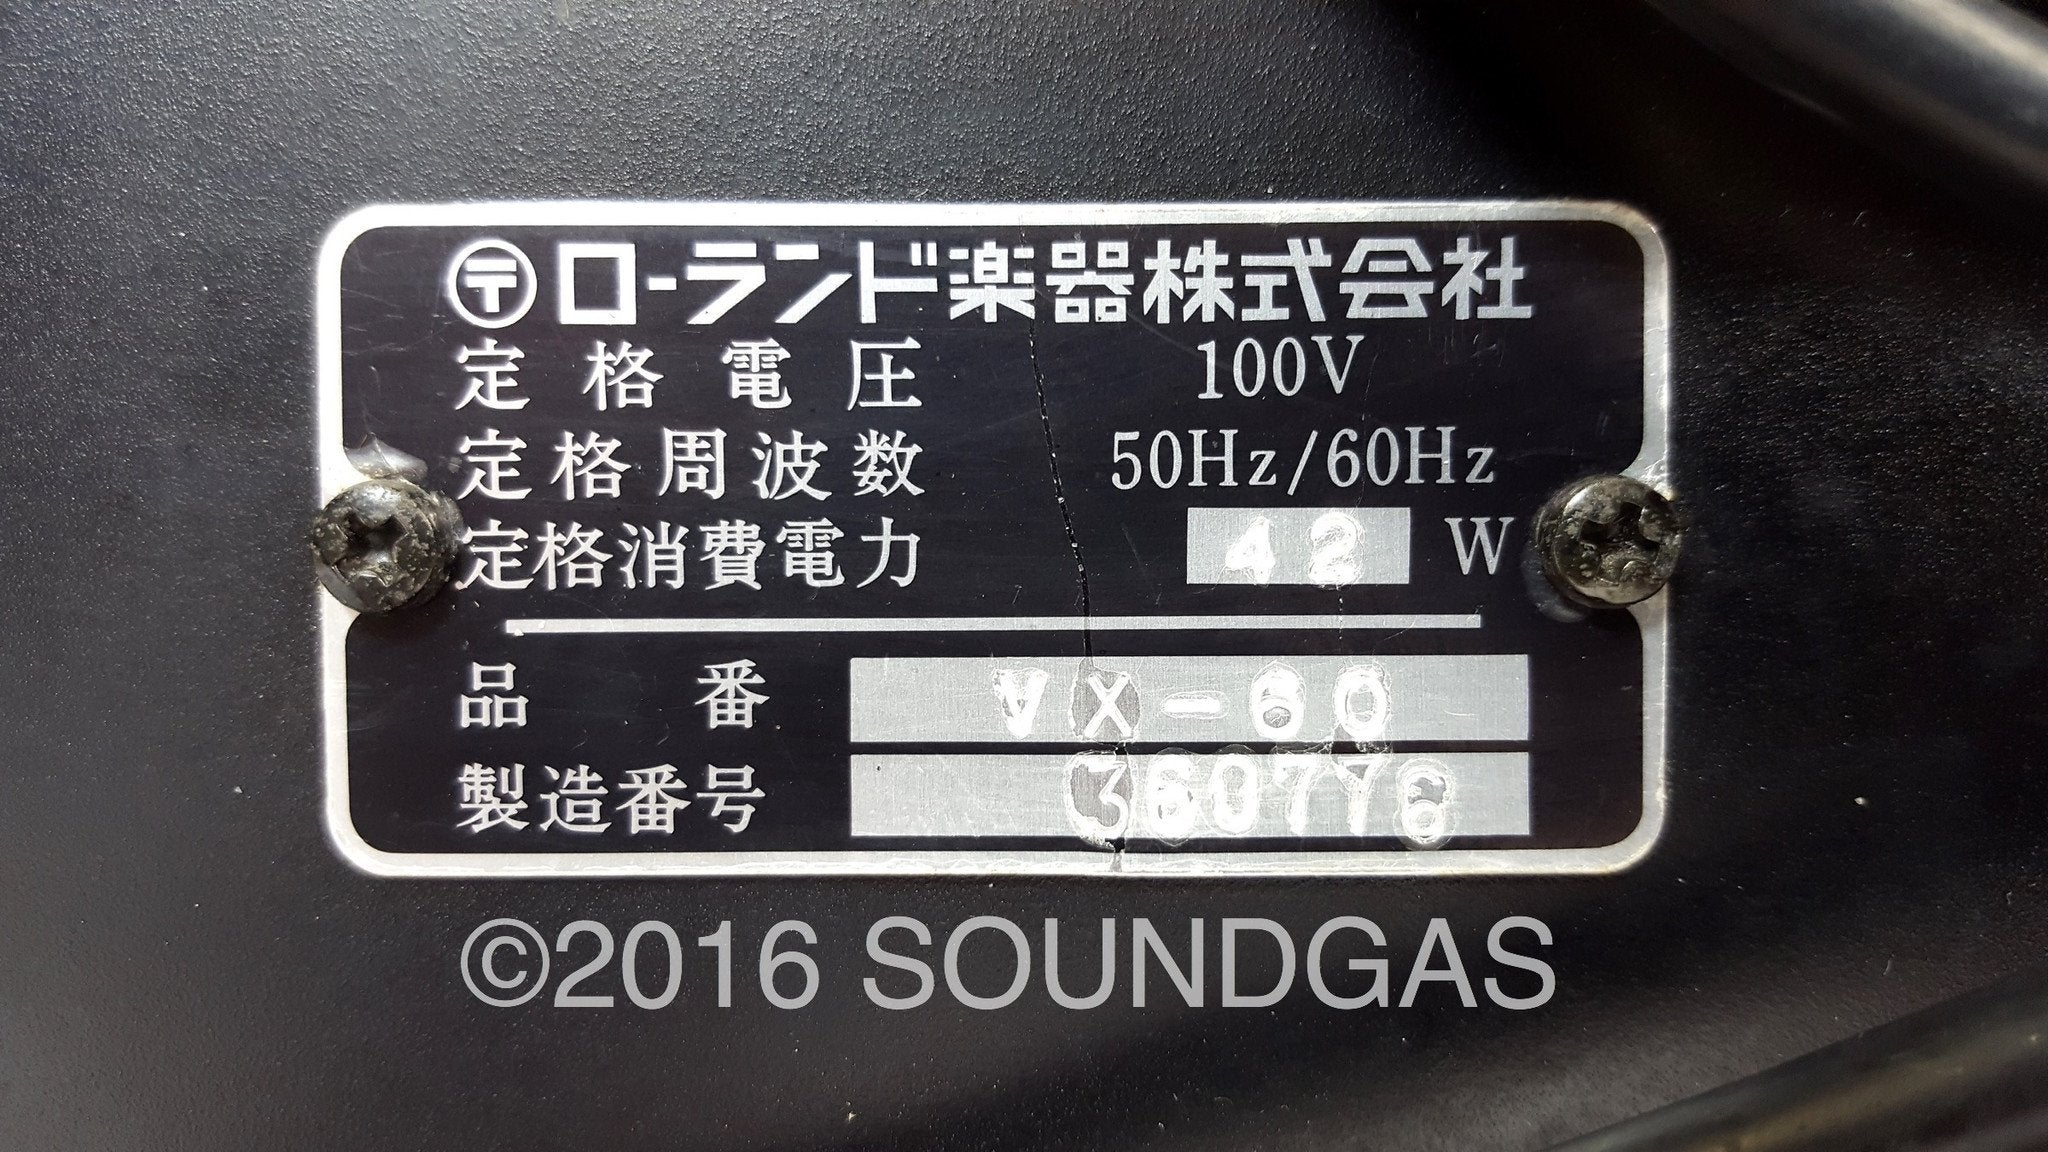 〶ローランド楽器株式会社
定格電圧 100V
定格周波数 50Hz/60Hz
定格消費電力 42 W
品番 VX-60
製造番号 360776
©2016 SOUNDGAS